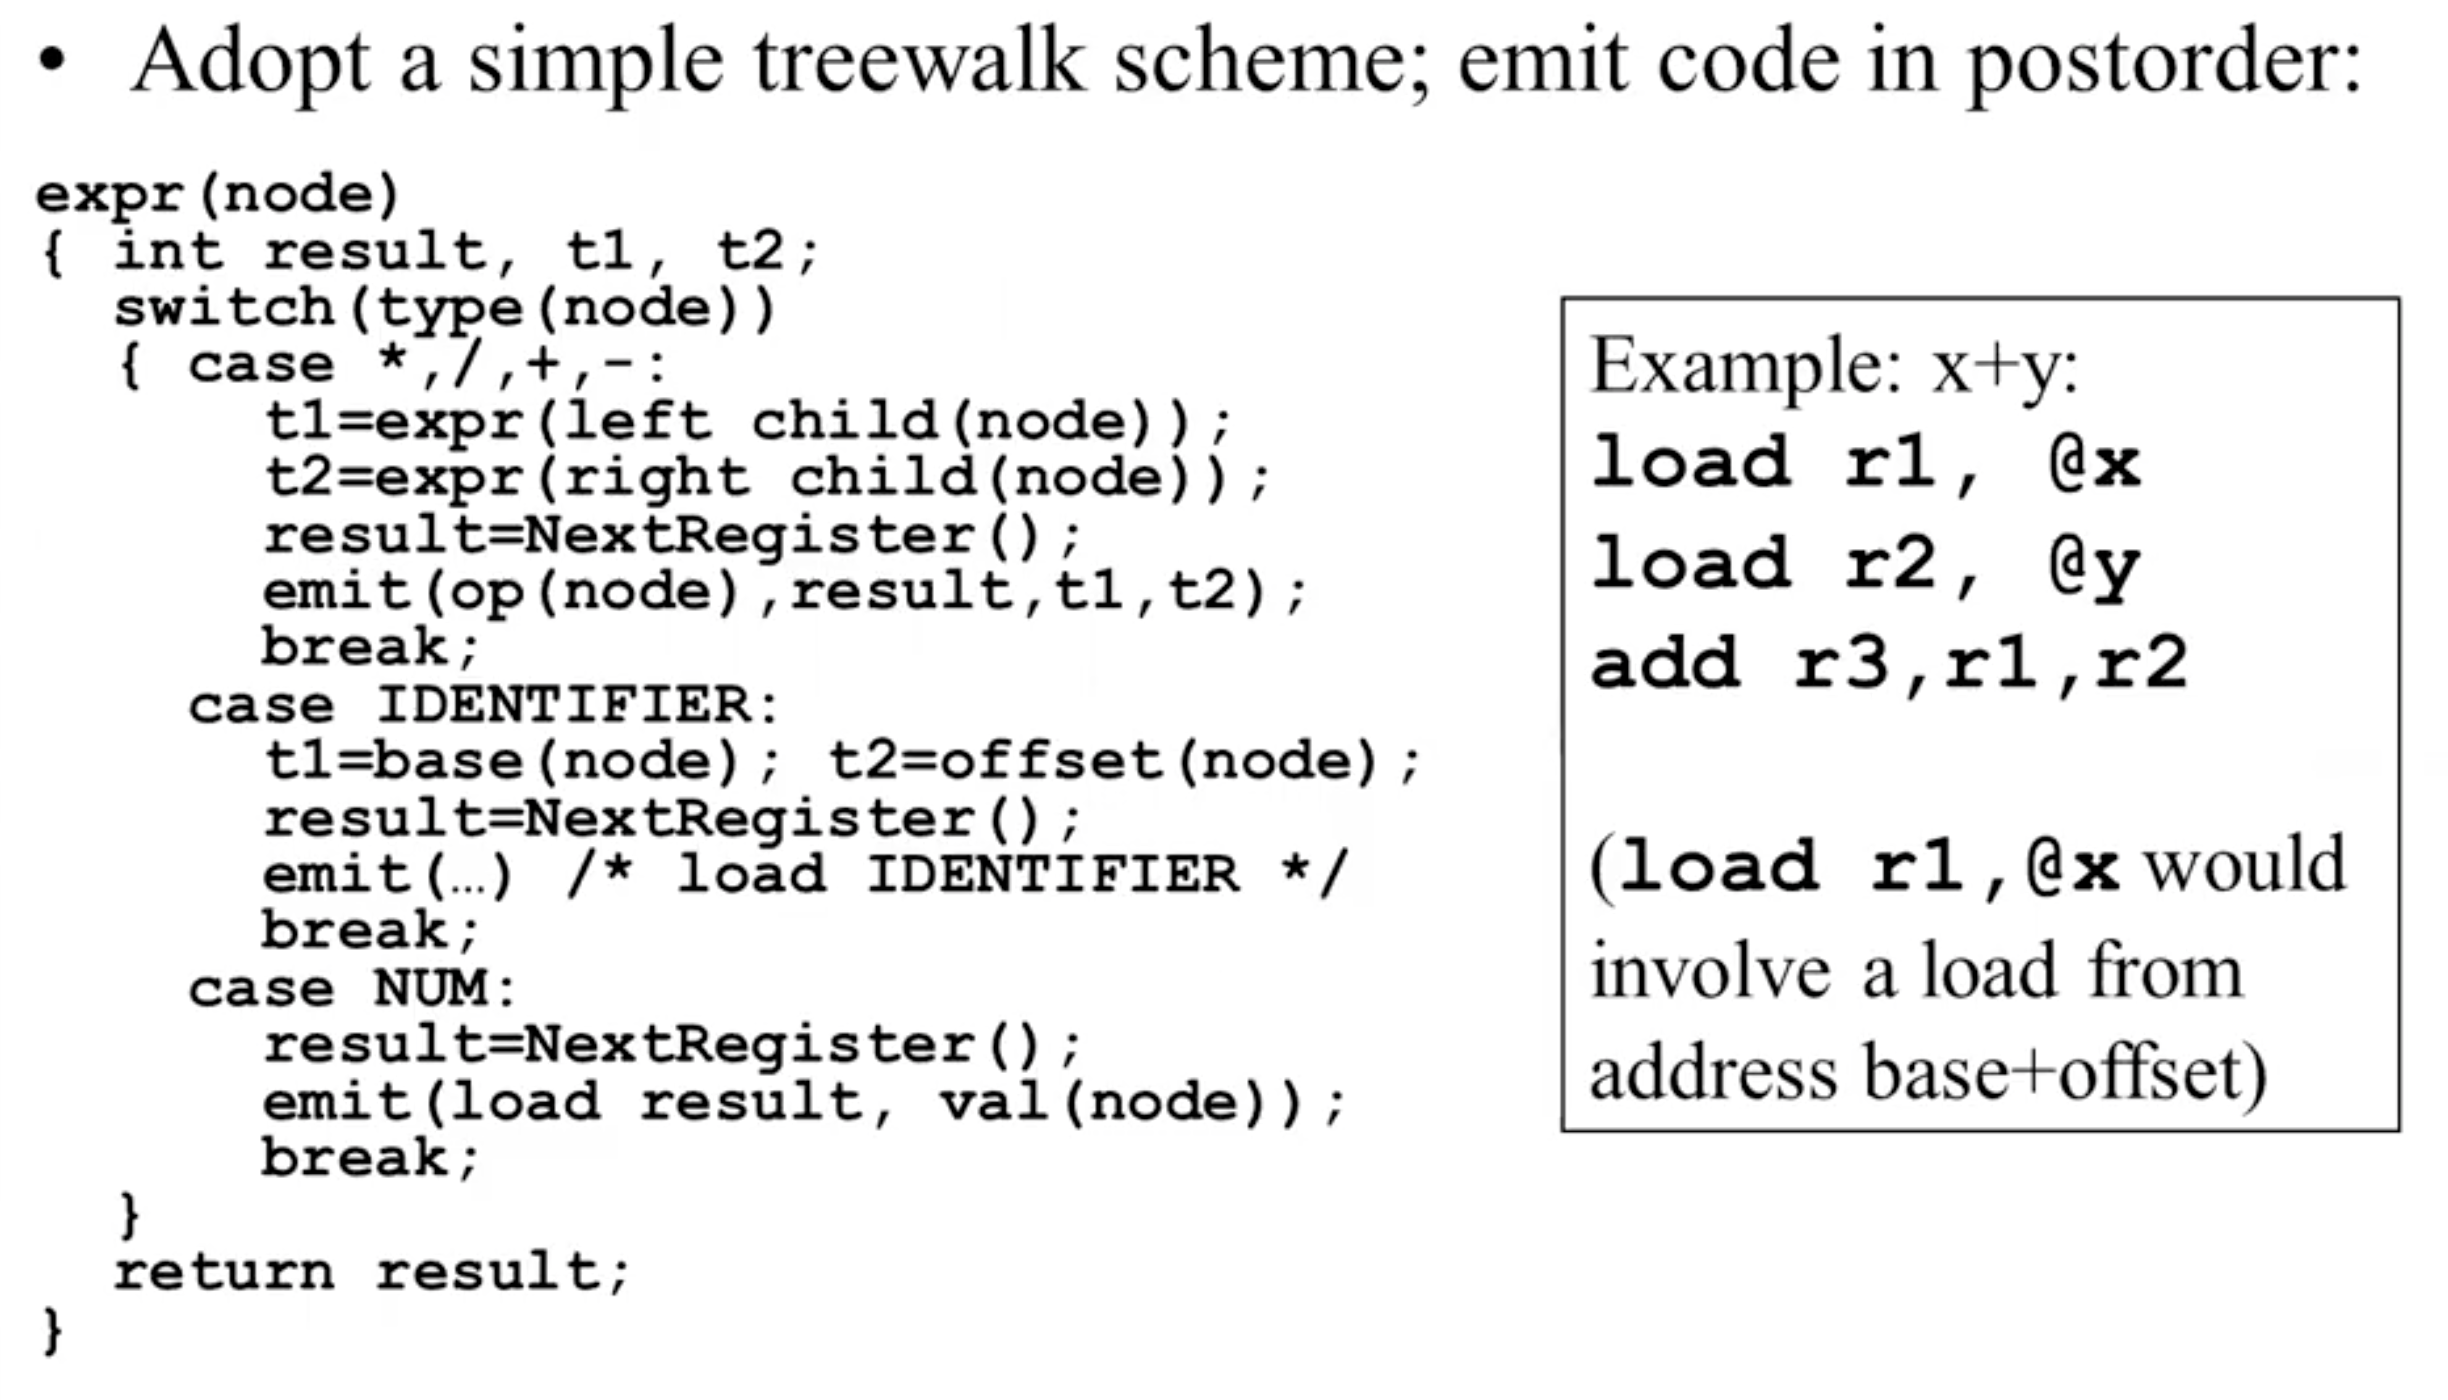 • Adopt a simple treewalk scheme; emit code in postorder:
expr(node)
{ int result, t1, t2;
switch(type(node))
{ case *,/,+,-:
t1=expr(left child(node));
t2=expr(right child(node));
result=NextRegister();
emit(op(node),result,t1,t2);
break;
case IDENTIFIER:
t1=base(node); t2=offset(node);
result=NextRegister();
emit(…) /* load IDENTIFIER */
break;
case NUM:
result=NextRegister();
emit(load result, val(node));
break;
}
return result;
}
Example: x+y:
load r1, @x
load r2, @y
add r3,r1,r2
(load r1,@x would
involve a load from
address base+offset)